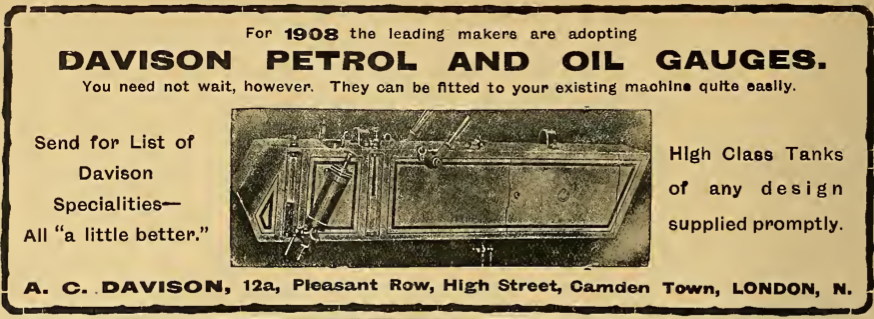 For 1908 the leading makers are adopting
DAVISON PETROL AND OIL GAUGES.
You need not wait, however. They can be fitted to your existing machine quite easily.
Send for List of
Davison
Specialities—
All "a little better."
High Class Tanks
of any design
supplied promptly.
A. C. DAVISON, 12a, Pleasant Row, High Street, Camden Town, LONDON, N.